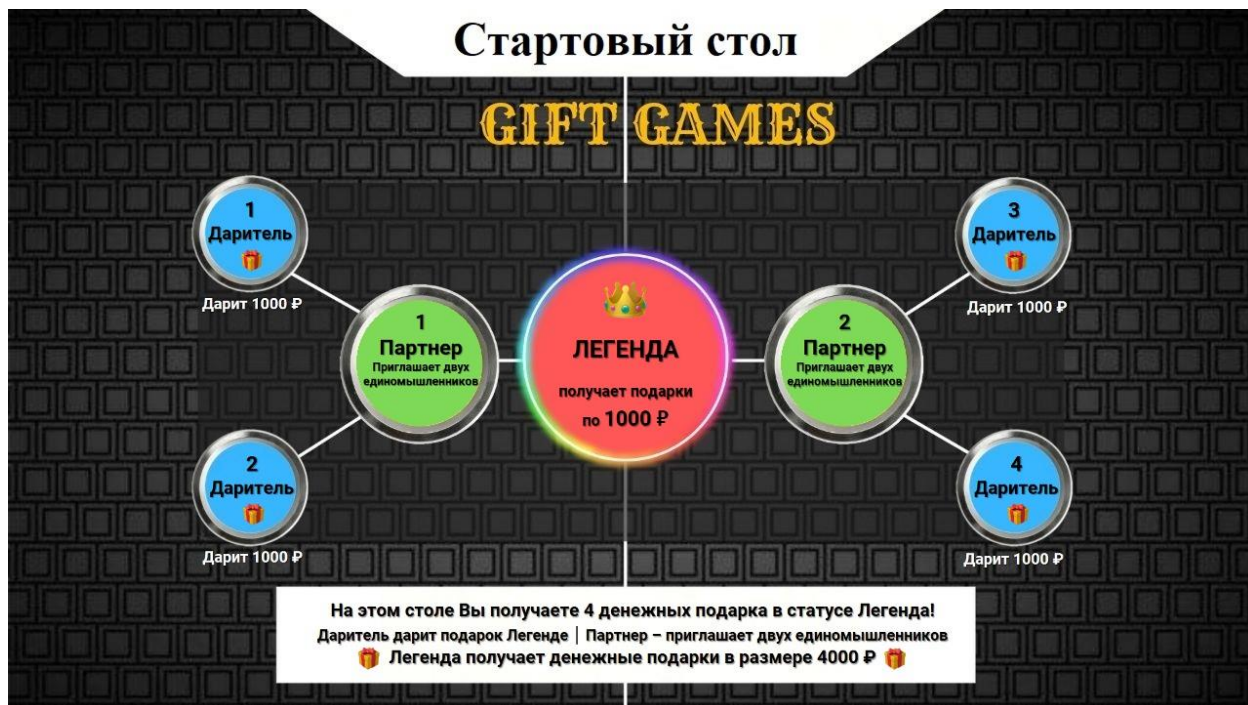 Стартовый стол
GIFT GAMES
1
Даритель
Дарит 1000 ₽
3
Даритель
Дарит 1000 ₽
1
Партнер
Приглашает двух
единомышленников
ЛЕГЕНДА
получает подарки
по 1000 ₽
2
Партнер
Приглашает двух
единомышленников
2
Даритель
Дарит 1000 ₽
4
Даритель
Дарит 1000 ₽
На этом столе Вы получаете 4 денежных подарка в статусе Легенда!
Даритель дарит подарок Легенде | Партнер – приглашает двух единомышленников
🎁 Легенда получает денежные подарки в размере 4000 ₽ 🎁